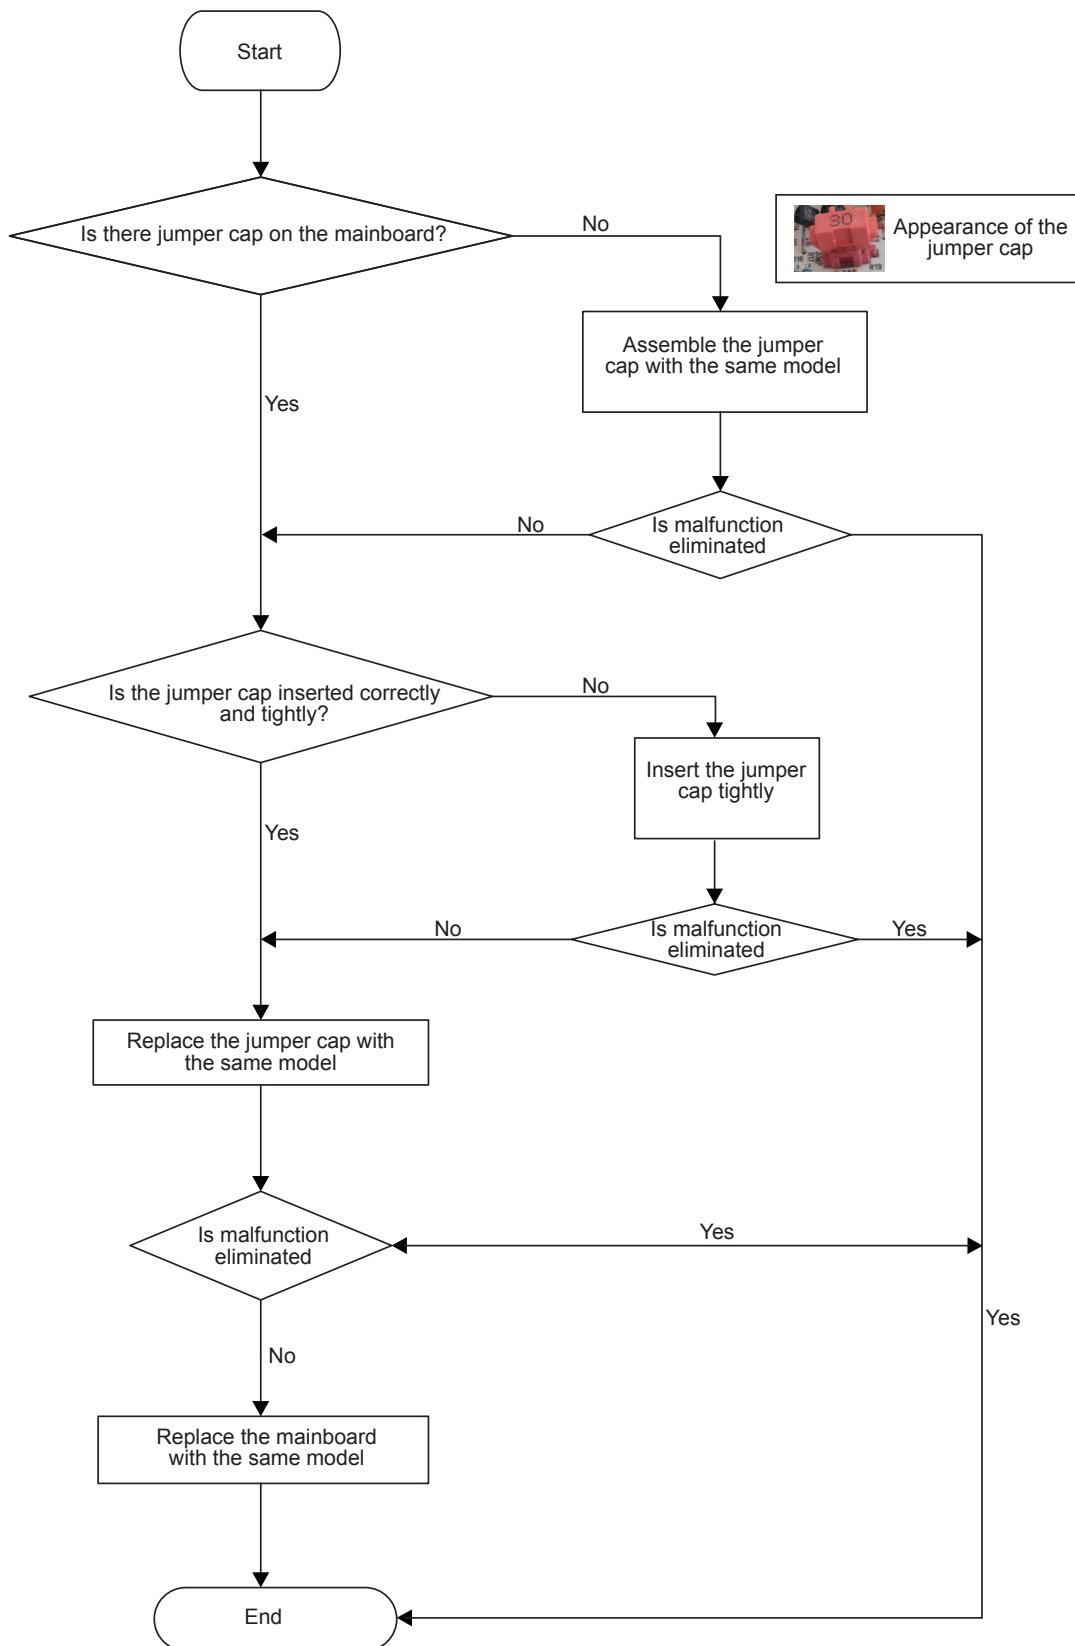 Start
Is there jumper cap on the mainboard?
No
30
R19
Appearance of the
jumper cap
Assemble the jumper
cap with the same model
Yes
No
Is malfunction
eliminated
Is the jumper cap inserted correctly
and tightly?
No
Insert the jumper
cap tightly
Yes
No
Is malfunction
eliminated
Yes
Replace the jumper cap with
the same model
Is malfunction
eliminated
Yes
Yes
No
Replace the mainboard
with the same model
End